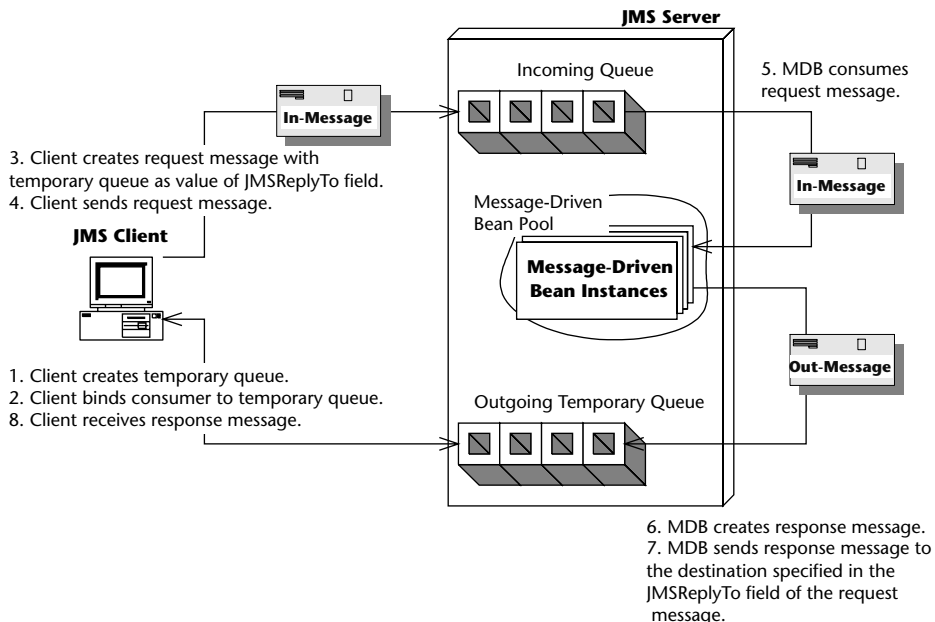 JMS Server
Incoming Queue
5. MDB consumes
request message.
In-Message
3. Client creates request message with
temporary queue as value of JMSReplyTo field.
4. Client sends request message.
In-Message
Message-Driven
Bean Pool
JMS Client
Message-Driven
Bean Instances
Out-Message
1. Client creates temporary queue.
2. Client binds consumer to temporary queue.
8. Client receives response message.
Outgoing Temporary Queue
6. MDB creates response message.
7. MDB sends response message to
the destination specified in the
JMSReplyTo field of the request
message.